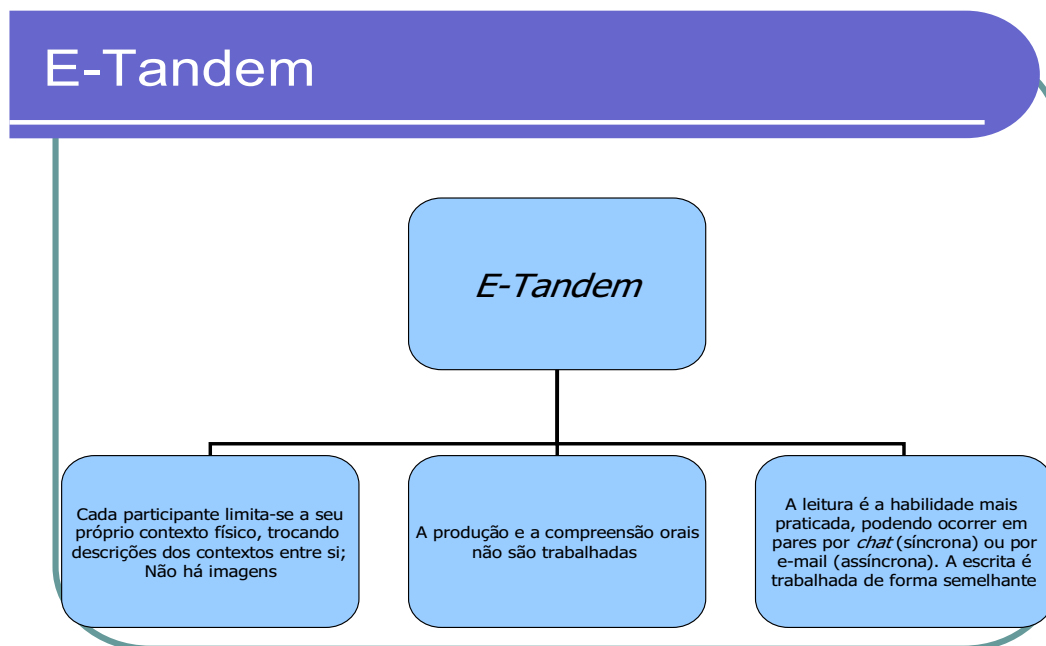 E-Tandem
E-Tandem
Cada participante limita-se a seu
próprio contexto físico, trocando
descrições dos contextos entre si;
Não há imagens
A produção e a compreensão orais
não são trabalhadas
A leitura é a habilidade mais
praticada, podendo ocorrer em
pares por chat (síncrona) ou por
e-mail (assíncrona). A escrita é
trabalhada de forma semelhante